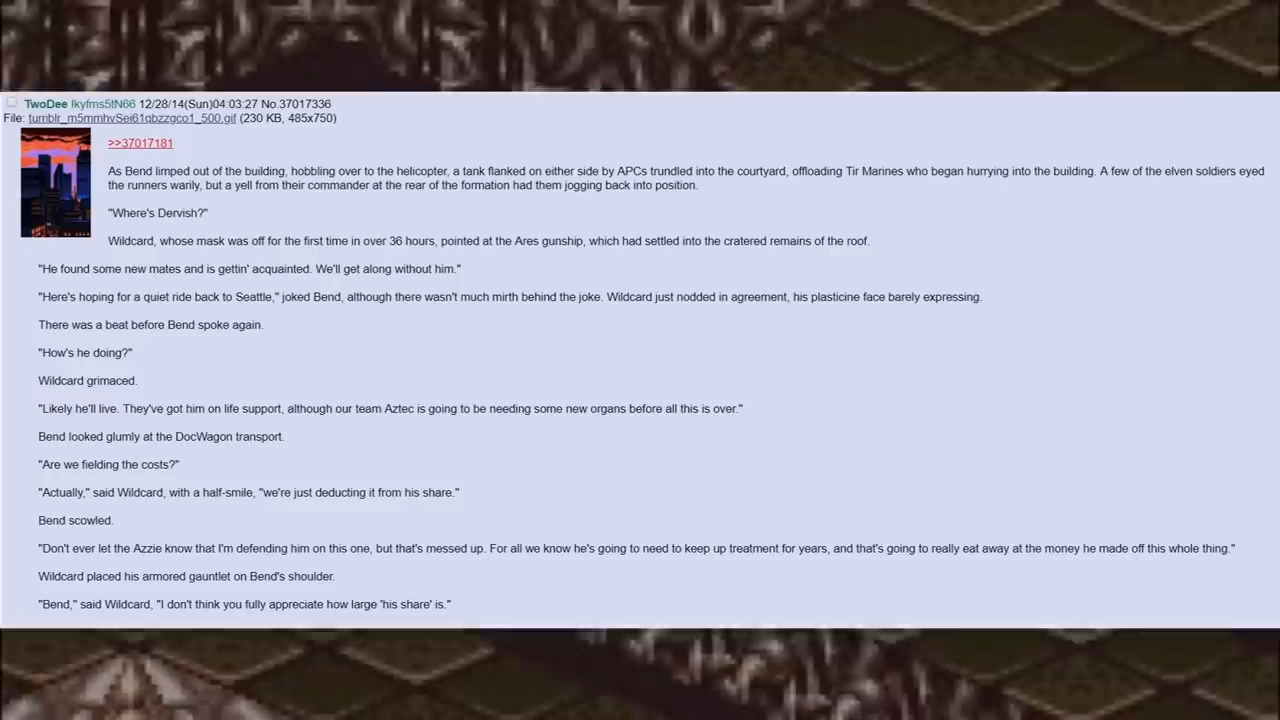 TwoDee Ikyfms5tN66 12/28/14(Sun)04:03:27 No.37017336
File: tumblr_m5mmhvSei61qbzzgco1_500.gif (230 KB, 485x750)
>>37017181
As Bend limped out of the building, hobbling over to the helicopter, a tank flanked on either side by APCs trundled into the courtyard, offloading Tir Marines who began hurrying into the building. A few of the elven soldiers eyed
the runners warily, but a yell from their commander at the rear of the formation had them jogging back into position.
"Where's Dervish?"
Wildcard, whose mask was off for the first time in over 36 hours, pointed at the Ares gunship, which had settled into the cratered remains of the roof.
"He found some new mates and is gettin' acquainted. We'll get along without him."
"Here's hoping for a quiet ride back to Seattle," joked Bend, although there wasn't much mirth behind the joke. Wildcard just nodded in agreement, his plasticine face barely expressing.
There was a beat before Bend spoke again.
"How's he doing?"
Wildcard grimaced.
"Likely he'll live. They've got him on life support, although our team Aztec is going to be needing some new organs before all this is over."
Bend looked glumly at the DocWagon transport.
"Are we fielding the costs?"
"Actually," said Wildcard, with a half-smile, "we're just deducting it from his share."
Bend scowled.
"Don't ever let the Azzie know that I'm defending him on this one, but that's messed up. For all we know he's going to need to keep up treatment for years, and that's going to really eat away at the money he made off this whole thing."
Wildcard placed his armored gauntlet on Bend's shoulder.
"Bend," said Wildcard, "I don't think you fully appreciate how large 'his share' is."